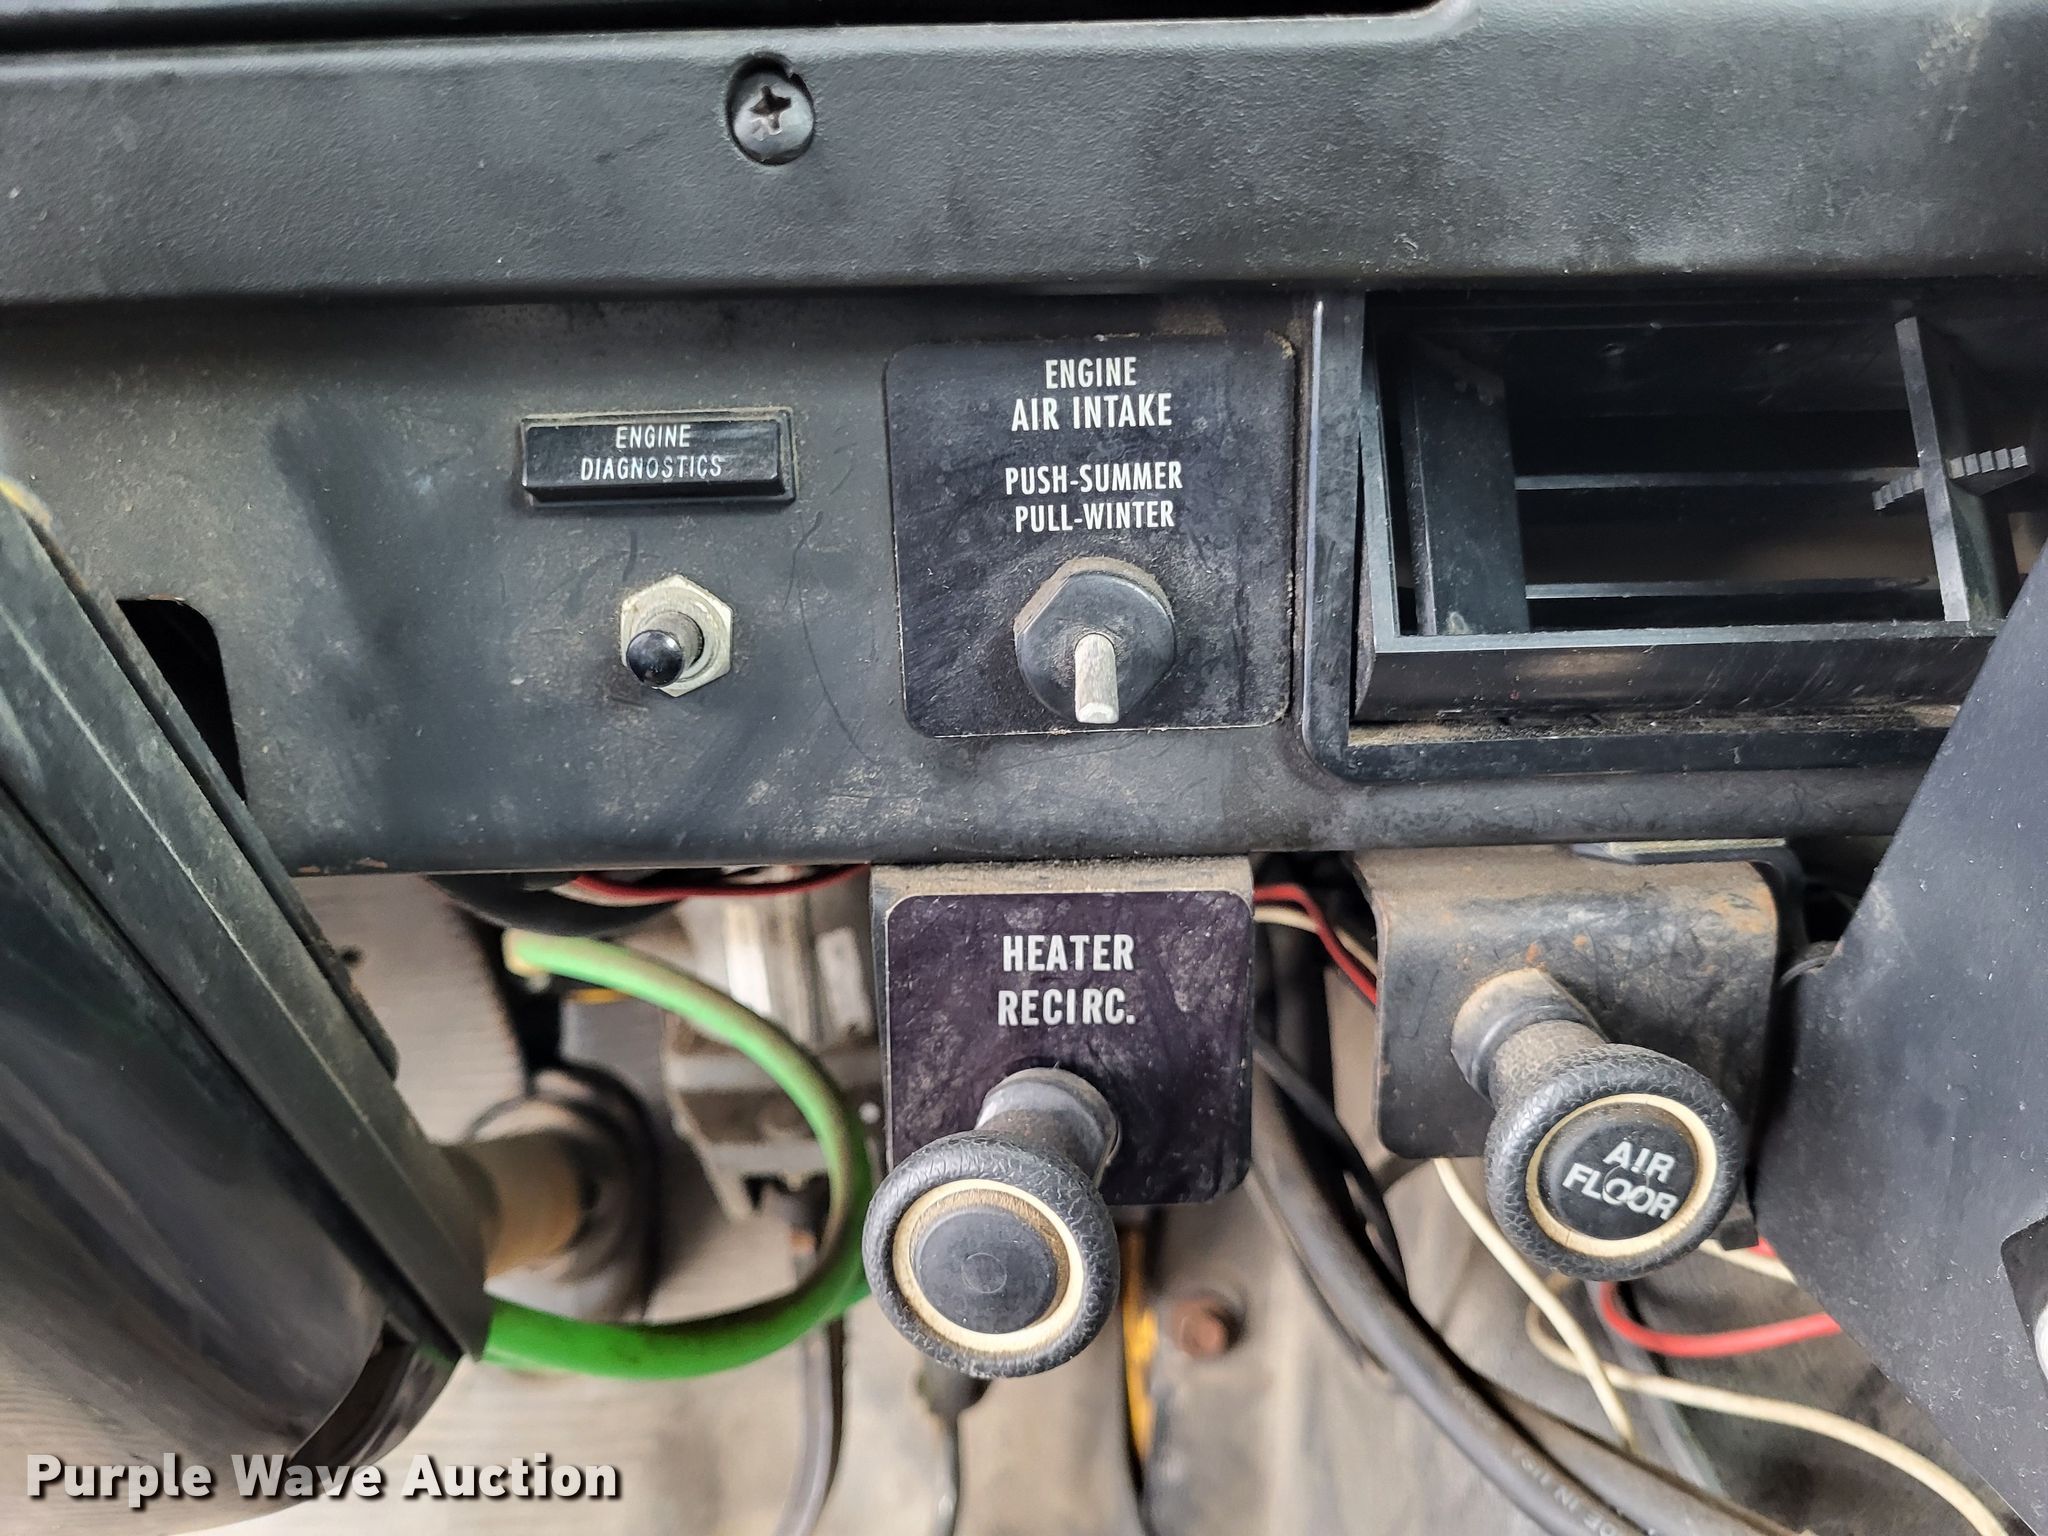 ENGINE
DIAGNOSTICS
ENGINE
AIR INTAKE
PUSH-SUMMER
PULL-WINTER
HEATER
RECIRC.
AIR
FLOOR
Purple Wave Auction